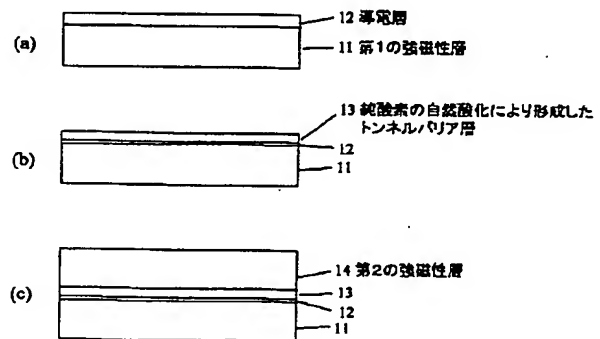 (a)
12 導電層
11 第1の強磁性層
(b)
13 純酸素の自然酸化により形成した
トンネルバリア層
12
11
(c)
14 第2の強磁性層
13
12
11